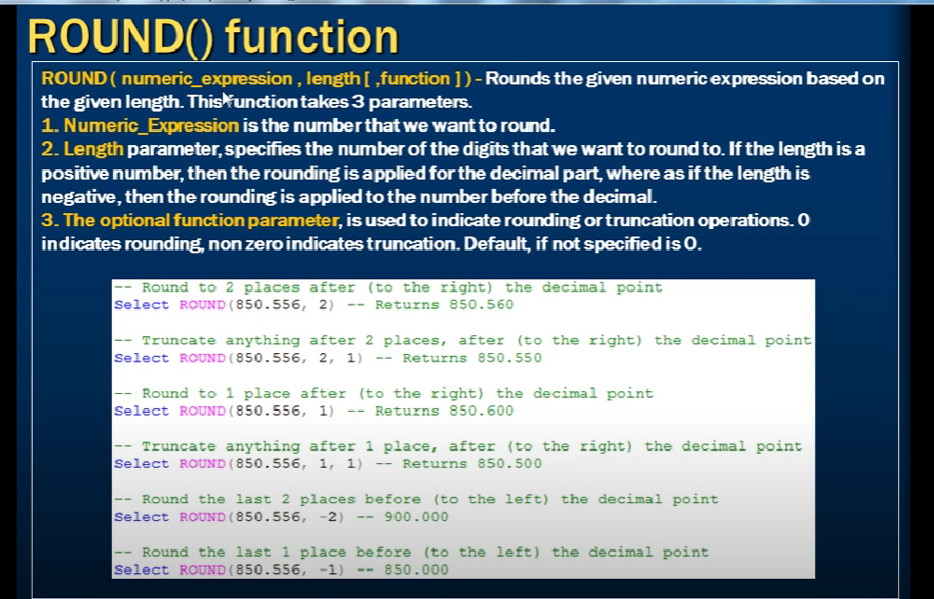 ROUND() function
ROUND ( numeric_expression , length [ ,function ] ) - Rounds the given numeric expression based on
the given length. This function takes 3 parameters.
1. Numeric_Expression is the number that we want to round.
2. Length parameter, specifies the number of the digits that we want to round to. If the length is a
positive number, then the rounding is applied for the decimal part, where as if the length is
negative, then the rounding is applied to the number before the decimal.
3. The optional function parameter, is used to indicate rounding or truncation operations. 0
indicates rounding, non zero indicates truncation. Default, if not specified is 0.
-- Round to 2 places after (to the right) the decimal point
Select ROUND(850.556, 2) -- Returns 850.560
-- Truncate anything after 2 places, after (to the right) the decimal point
Select ROUND(850.556, 2, 1) -- Returns 850.550
-- Round to 1 place after (to the right) the decimal point
Select ROUND(850.556, 1) -- Returns 850.600
-- Truncate anything after 1 place, after (to the right) the decimal point
Select ROUND(850.556, 1, 1) -- Returns 850.500
-- Round the last 2 places before (to the left) the decimal point
Select ROUND(850.556, -2) -- 900.000
-- Round the last 1 place before (to the left) the decimal point
Select ROUND(850.556, -1) -- 850.000